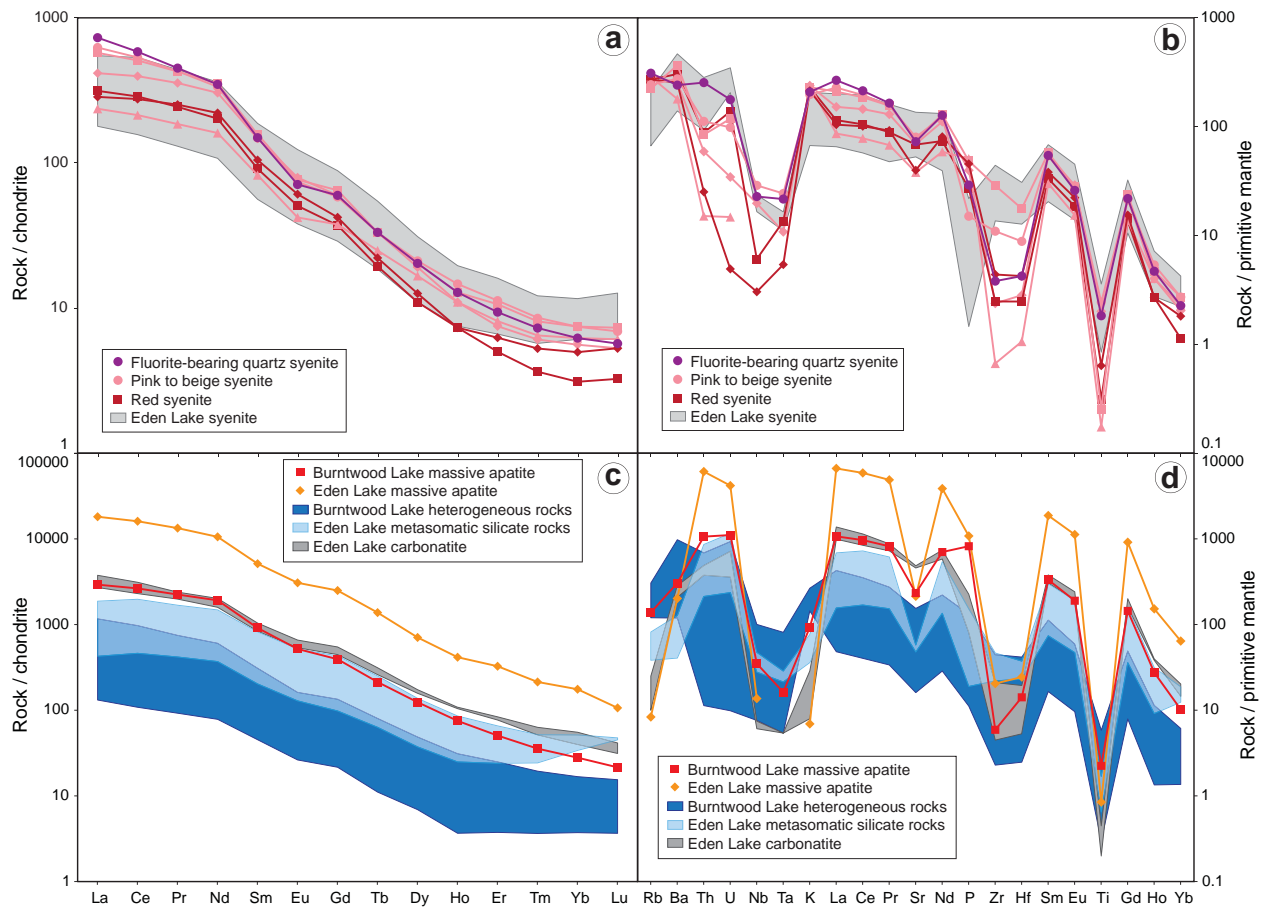 1000
100
10
1
Rock / chondrite
a
Fluorite-bearing quartz syenite
Pink to beige syenite
Red syenite
Eden Lake syenite
1000
100
10
1
0.1
Rock / primitive mantle
b
Fluorite-bearing quartz syenite
Pink to beige syenite
Red syenite
Eden Lake syenite
100000
10000
1000
100
10
1
Rock / chondrite
c
Burntwood Lake massive apatite
Eden Lake massive apatite
Burntwood Lake heterogeneous rocks
Eden Lake metasomatic silicate rocks
Eden Lake carbonatite
La Ce Pr Nd Sm Eu Gd Tb Dy Ho Er Tm Yb Lu
10000
1000
100
10
1
0.1
Rock / primitive mantle
d
Burntwood Lake massive apatite
Eden Lake massive apatite
Burntwood Lake heterogeneous rocks
Eden Lake metasomatic silicate rocks
Eden Lake carbonatite
Rb Ba Th U Nb Ta K La Ce Pr Sr Nd P Zr Hf Sm Eu Ti Gd Ho Yb